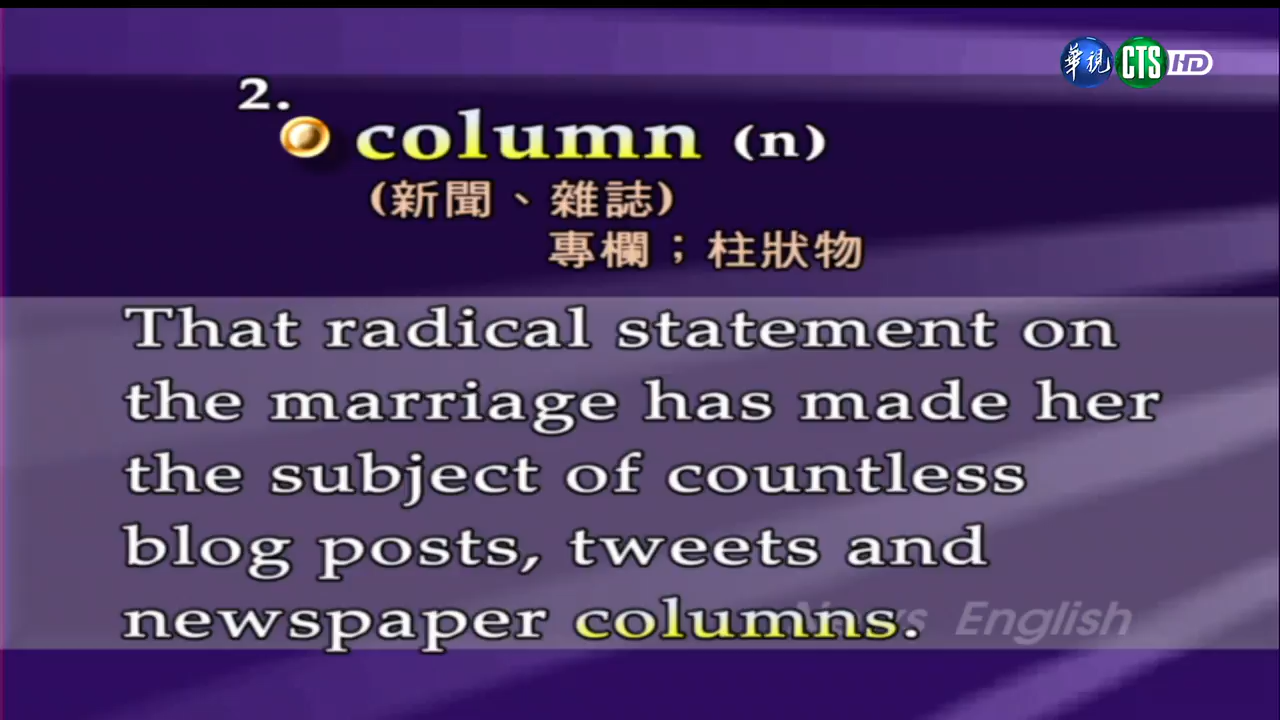 華視 CTS HD
2.
column (n)
(新聞、雜誌)
專欄；柱狀物
That radical statement on
the marriage has made her
the subject of countless
blog posts, tweets and
newspaper columns.
News English